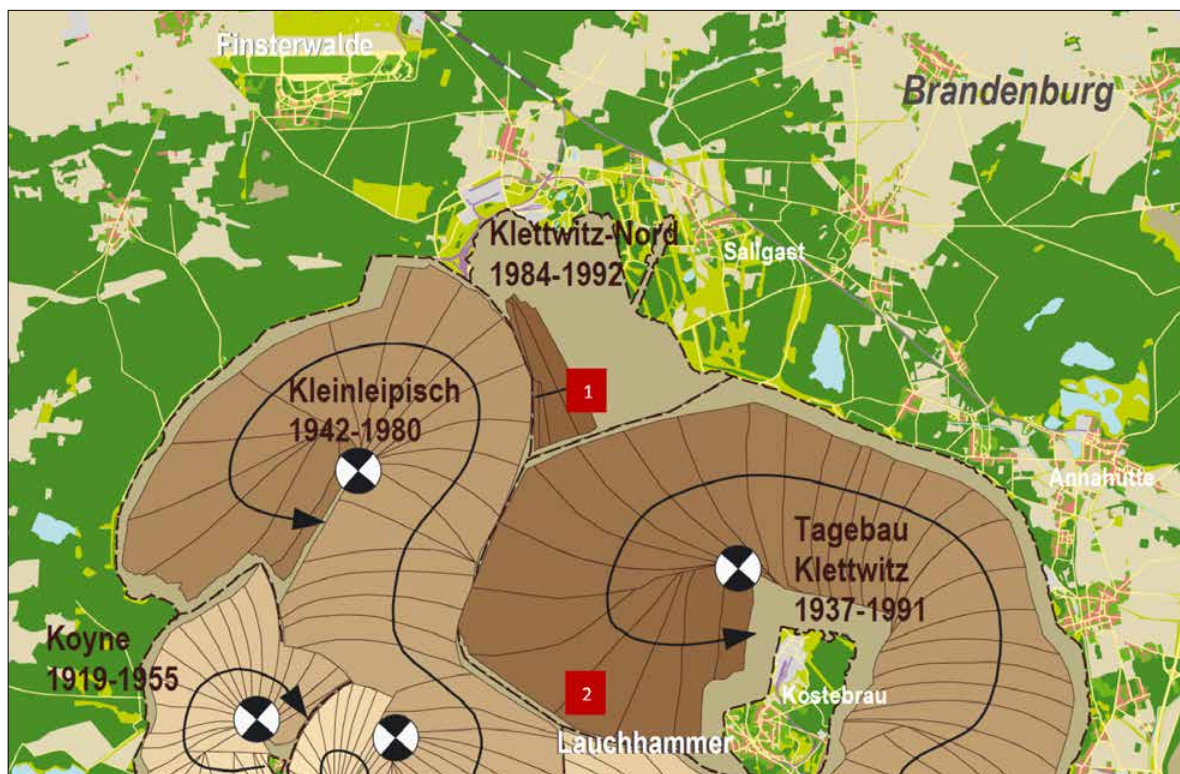 Finsterwalde
Brandenburg
Klettwitz-Nord
1984-1992
Sallgast
Kleinleipisch
1942-1980
1
Annahütte
Tagebau
Klettwitz
1937-1991
Koyne
1919-1955
2
Kostebrau
Lauchhammer